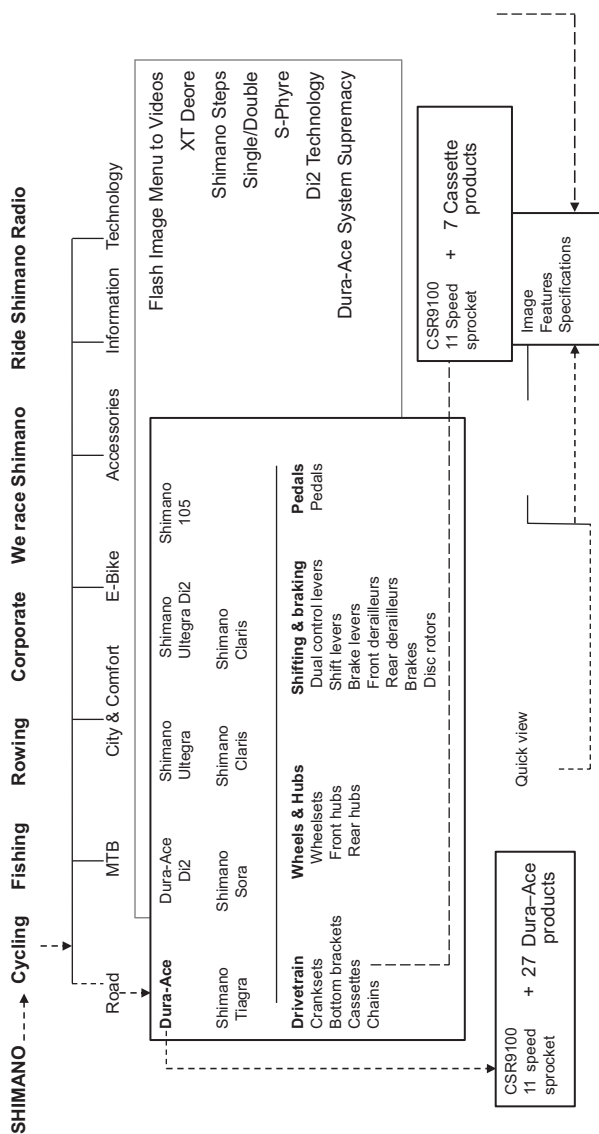 SHIMANO Cycling Fishing Rowing Corporate We race Shimano Ride Shimano Radio
Road MTB City & Comfort E-Bike Accessories Information Technology
Dura-Ace
Dura-Ace
Di2
Shimano
Ultegra
Shimano
Ultegra Di2
Shimano
105
Shimano
Tiagra
Shimano
Sora
Shimano
Claris
Shimano
Claris
Drivetrain
Cranksets
Bottom brackets
Cassettes
Chains
Wheels & Hubs
Wheelsets
Front hubs
Rear hubs
Shifting & braking
Dual control levers
Shift levers
Brake levers
Front derailleurs
Rear derailleurs
Brakes
Disc rotors
Pedals
Pedals
Flash Image Menu to Videos
XT Deore
Shimano Steps
Single/Double
S-Phyre
Di2 Technology
Dura-Ace System Supremacy
CSR9100
11 speed
sprocket
+ 27 Dura–Ace
products
Quick view
CSR9100
11 Speed
sprocket
+ 7 Cassette
products
Image
Features
Specifications